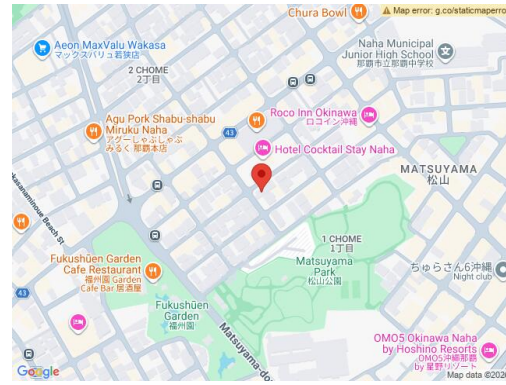 Chura Bowl
Map error: g.co/staticmaperro
Aeon MaxValu Wakasa
マックスバリュ若狭店
Naha Municipal
Junior High School
那覇市立那覇中学校
2 CHOME
2丁目
Agu Pork Shabu-shabu
Miruku Naha
アグーしゃぶしゃぶ
みるく 那覇本店
43
Roco Inn Okinawa
ロコイン沖縄
Hotel Cocktail Stay Naha
MATSUYAMA
松山
kasanaminoue Beach St
1 CHOME
1丁目
Matsuyama
Park
松山公園
ちゅらさん6沖縄
Night club
Fukushūen Garden
Cafe Restaurant
福州園 Garden
Cafe Bar 居酒屋
43
Fukushūen
Garden
福州園
Matsuyama-do
OMO5 Okinawa Naha
by Hoshino Resorts
OMO5沖縄那覇
by 星野リゾート
Google
Map data ©2026